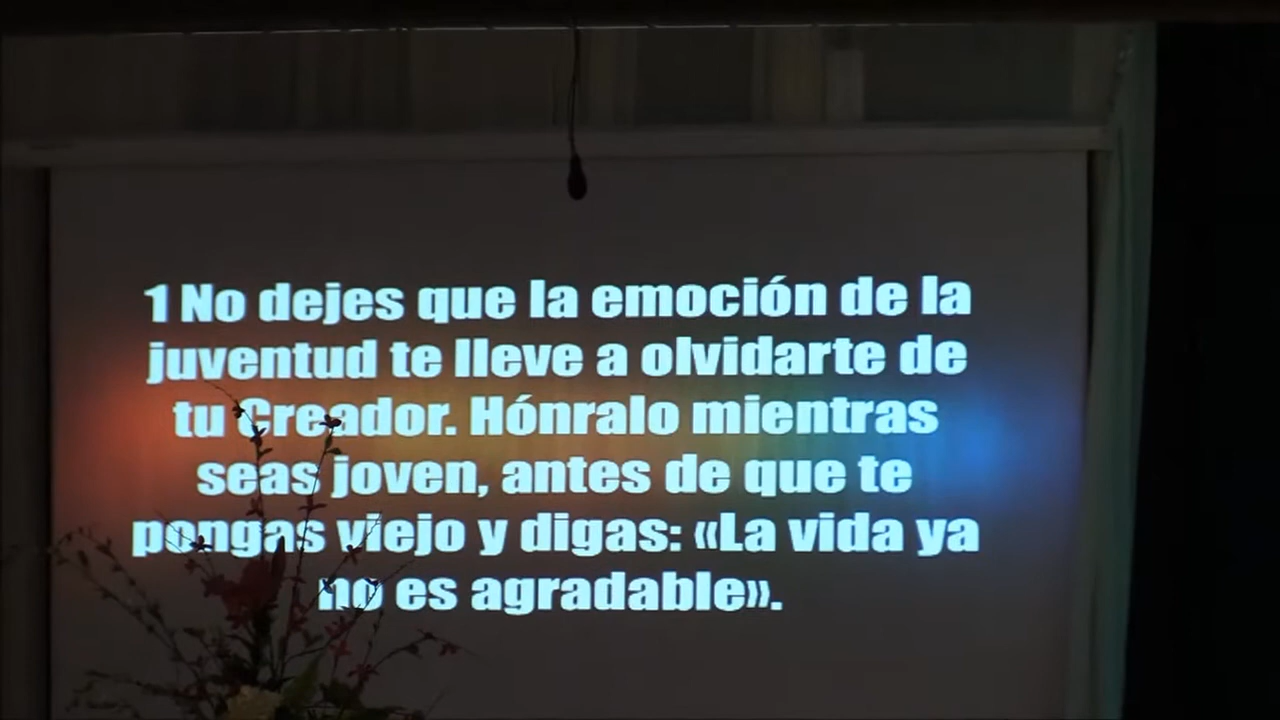 1 No dejes que la emoción de la
juventud te lleve a olvidarte de
tu Creador. Hónralo mientras
seas joven, antes de que te
pongas viejo y digas: «La vida ya
no es agradable».